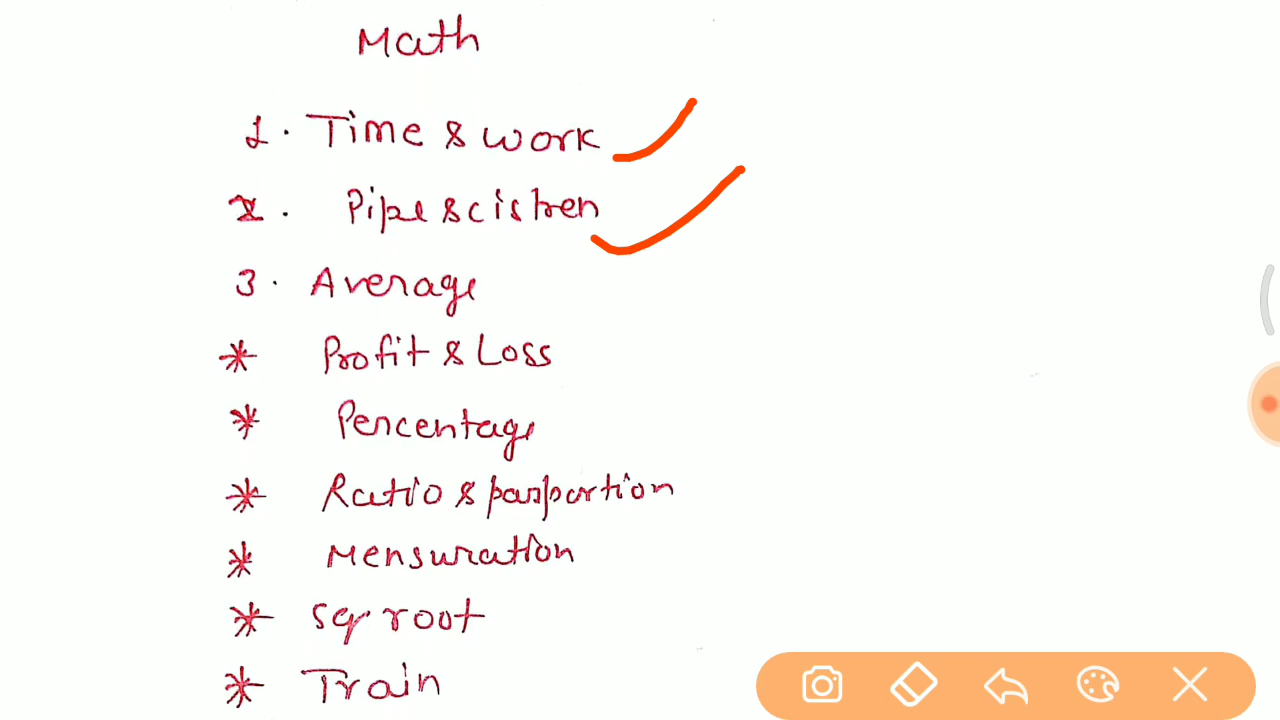 Math
1. Time & work
2. Pipe & cistren
3. Average
* Profit & Loss
* Percentage
* Ratio & parportion
* Mensuration
* Sq root
* Train